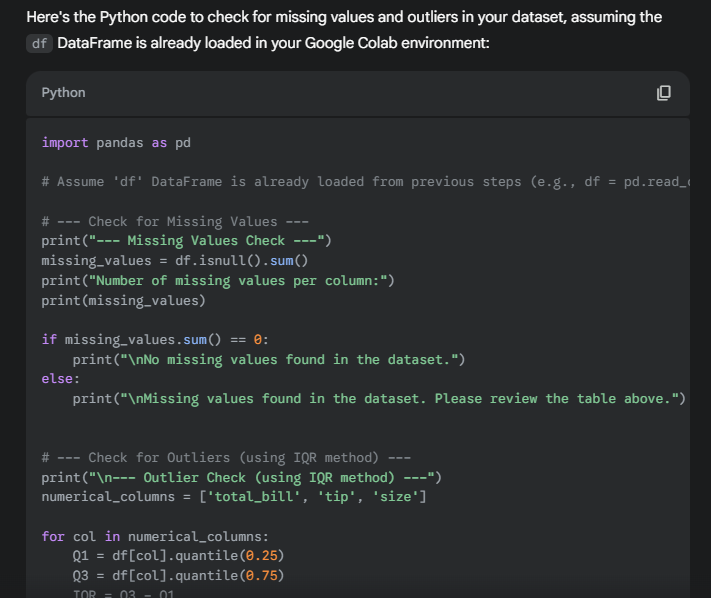 Here's the Python code to check for missing values and outliers in your dataset, assuming the
df DataFrame is already loaded in your Google Colab environment:
Python
import pandas as pd
# Assume 'df' DataFrame is already loaded from previous steps (e.g., df = pd.read_
# --- Check for Missing Values ---
print("--- Missing Values Check ---")
missing_values = df.isnull().sum()
print("Number of missing values per column:")
print(missing_values)
if missing_values.sum() == 0:
    print("\nNo missing values found in the dataset.")
else:
    print("\nMissing values found in the dataset. Please review the table above.")
# --- Check for Outliers (using IQR method) ---
print("\n--- Outlier Check (using IQR method) ---")
numerical_columns = ['total_bill', 'tip', 'size']
for col in numerical_columns:
    Q1 = df[col].quantile(0.25)
    Q3 = df[col].quantile(0.75)
    IQR = Q3 - Q1